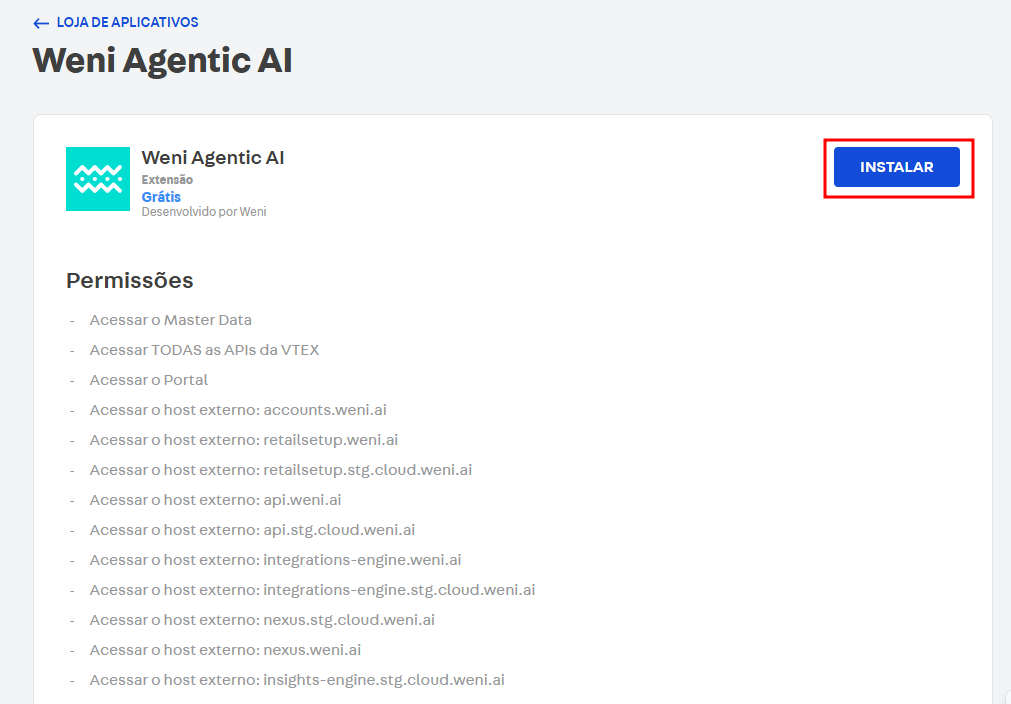 ← LOJA DE APLICATIVOS
Weni Agentic AI
Weni Agentic AI
Extensão
Grátis
Desenvolvido por Weni
INSTALAR
Permissões
- Acessar o Master Data
- Acessar TODAS as APIs da VTEX
- Acessar o Portal
- Acessar o host externo: accounts.weni.ai
- Acessar o host externo: retailsetup.weni.ai
- Acessar o host externo: retailsetup.stg.cloud.weni.ai
- Acessar o host externo: api.weni.ai
- Acessar o host externo: api.stg.cloud.weni.ai
- Acessar o host externo: integrations-engine.weni.ai
- Acessar o host externo: integrations-engine.stg.cloud.weni.ai
- Acessar o host externo: nexus.stg.cloud.weni.ai
- Acessar o host externo: nexus.weni.ai
- Acessar o host externo: insights-engine.stg.cloud.weni.ai